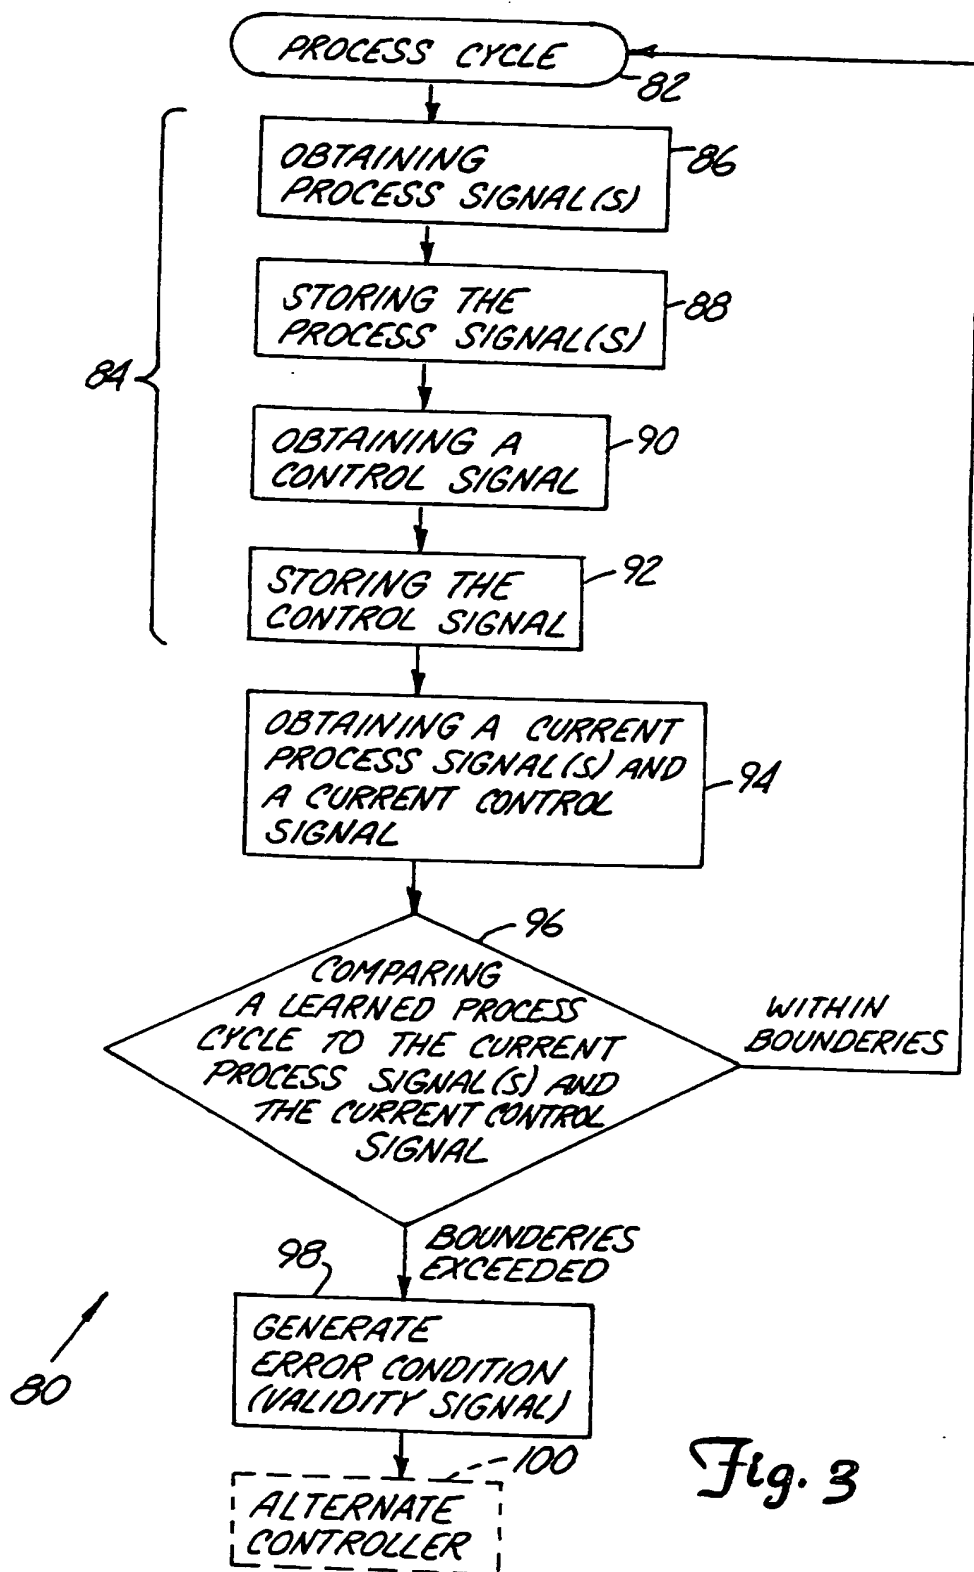 PROCESS CYCLE
82
OBTAINING
PROCESS SIGNAL(S)
86
STORING THE
PROCESS SIGNAL(S)
88
84
OBTAINING A
CONTROL SIGNAL
90
STORING THE
CONTROL SIGNAL
92
OBTAINING A CURRENT
PROCESS SIGNAL(S) AND
A CURRENT CONTROL
SIGNAL
94
96
COMPARING
A LEARNED PROCESS
CYCLE TO THE CURRENT
PROCESS SIGNAL(S) AND
THE CURRENT CONTROL
SIGNAL
WITHIN
BOUNDERIES
BOUNDERIES
EXCEEDED
98
GENERATE
ERROR CONDITION
(VALIDITY SIGNAL)
80
100
ALTERNATE
CONTROLLER
Fig. 3